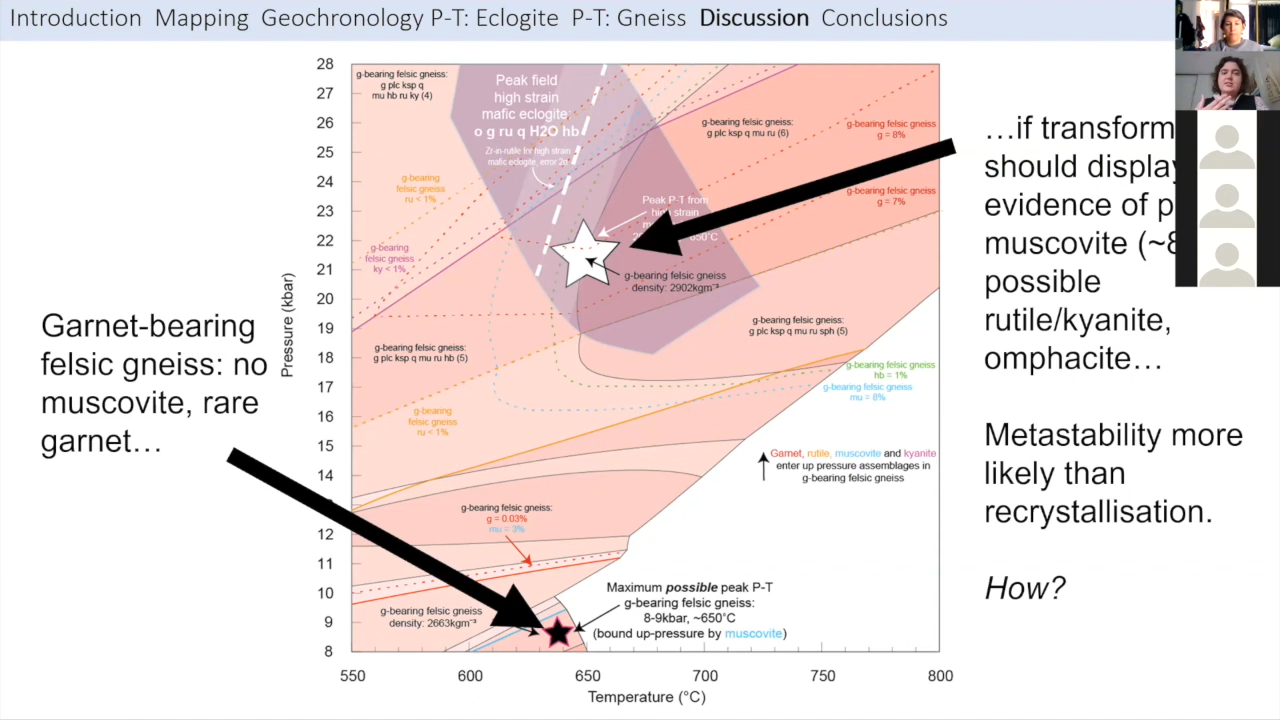 Introduction Mapping Geochronology P-T: Eclogite P-T: Gneiss Discussion Conclusions
Garnet-bearing
felsic gneiss: no
muscovite, rare
garnet…
Pressure (kbar)
28
27
26
25
24
23
22
21
20
19
18
17
16
15
14
12
11
10
9
8
550
600
650
700
750
800
Temperature (°C)
g-bearing felsic gneiss:
g plc ksp q
mu hb ru ky (4)
Peak field
high strain
mafic eclogite:
o g ru q H2O hb
Zr-in-rutile for high strain
mafic eclogite, error 2σ
g-bearing felsic gneiss:
g plc ksp q mu ru (6)
g-bearing felsic gneiss
g = 8%
g-bearing
felsic gneiss
ru < 1%
g-bearing felsic gneiss
g = 7%
Peak P-T from
high strain
g-bearing
felsic gneiss
ky < 1%
g-bearing felsic gneiss
density: 2902kgm⁻³
g-bearing felsic gneiss:
g plc ksp q mu ru sph (5)
g-bearing felsic gneiss:
g plc ksp q mu ru hb (5)
g-bearing felsic gneiss
hb = 1%
g-bearing felsic gneiss
mu = 8%
g-bearing
felsic gneiss
ru < 1%
Garnet, rutile, muscovite and kyanite
enter up pressure assemblages in
g-bearing felsic gneiss
g-bearing felsic gneiss:
g = 0.03%
mu = 3%
g-bearing felsic gneiss
density: 2663kgm⁻³
Maximum possible peak P-T
g-bearing felsic gneiss:
8-9kbar, ~650°C
(bound up-pressure by muscovite)
…if transform
should display
evidence of p
muscovite (~8
possible
rutile/kyanite,
omphacite…
Metastability more
likely than
recrystallisation.
How?